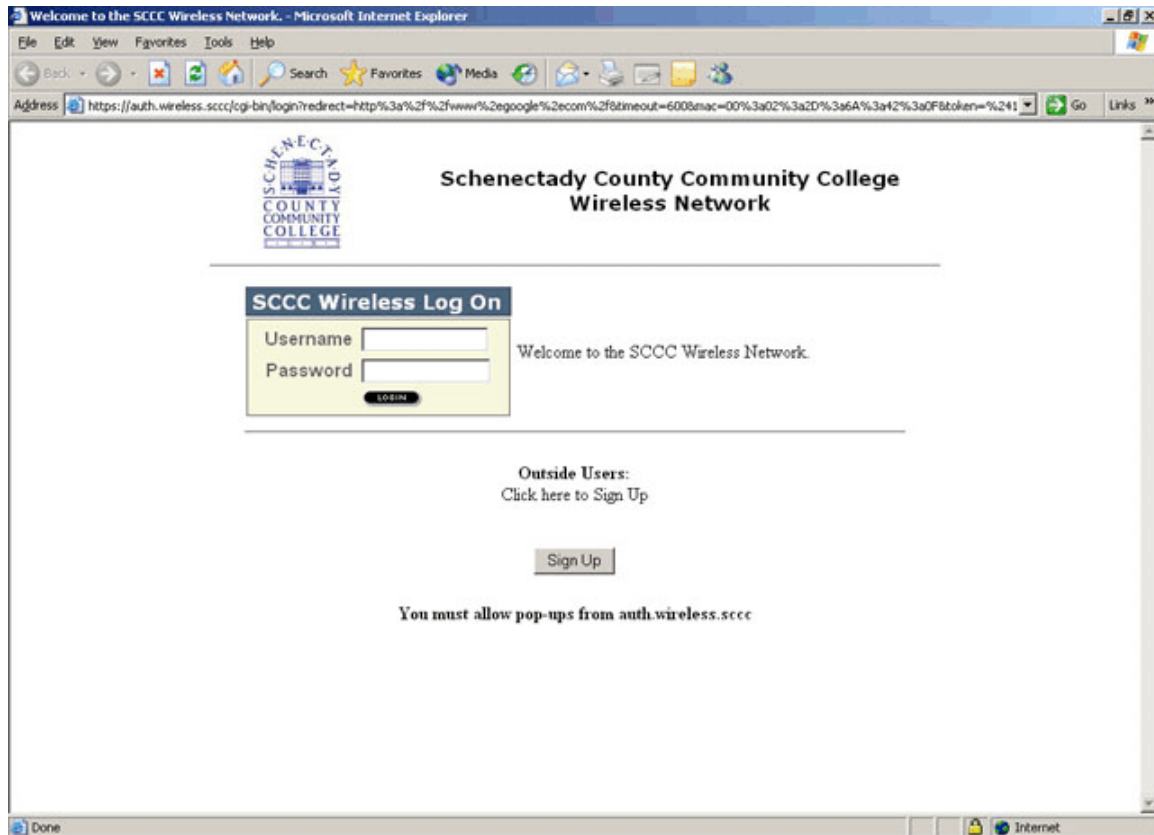 Welcome to the SCCC Wireless Network. - Microsoft Internet Explorer
File Edit View Favorites Tools Help
Back Search Favorites Media
Address https://auth.wireless.sccc/cgi-bin/login?redirect=http%3a%2f%2fwww%2egoogle%2ecom%2f&timeout=600&mac=00%3a02%3a2D%3a6A%3a42%3a0F&token=%241 Go Links »
SCHENECTADY
COUNTY
COMMUNITY
COLLEGE
Schenectady County Community College
Wireless Network
SCCC Wireless Log On
Username
Welcome to the SCCC Wireless Network.
Password
LOGIN
Outside Users:
Click here to Sign Up
Sign Up
You must allow pop-ups from auth.wireless.sccc
Done Internet